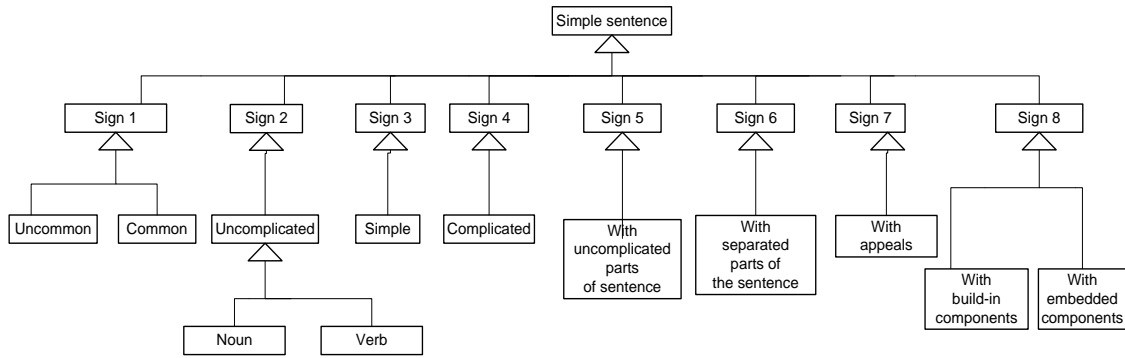 Simple sentence
Sign 1
Sign 2
Sign 3
Sign 4
Sign 5
Sign 6
Sign 7
Sign 8
Uncommon
Common
Uncomplicated
Simple
Complicated
With
uncomplicated
parts
of sentence
With
separated
parts of
the sentence
With
appeals
With
build-in
components
With
embedded
components
Noun
Verb